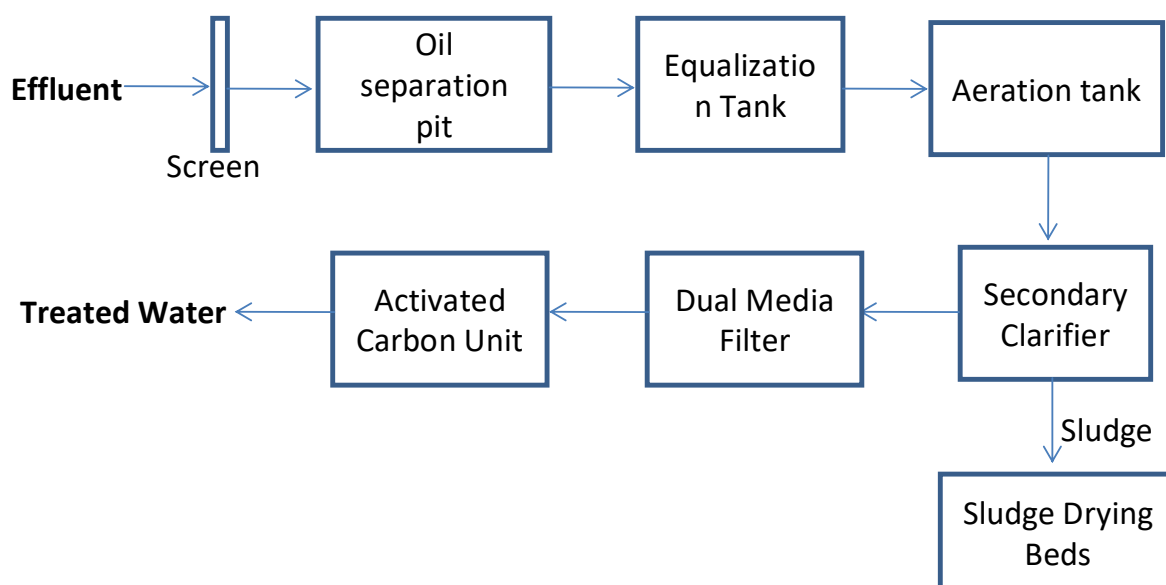 Effluent
Screen
Oil
separation
pit
Equalizatio
n Tank
Aeration tank
Secondary
Clarifier
Dual Media
Filter
Activated
Carbon Unit
Treated Water
Sludge
Sludge Drying
Beds